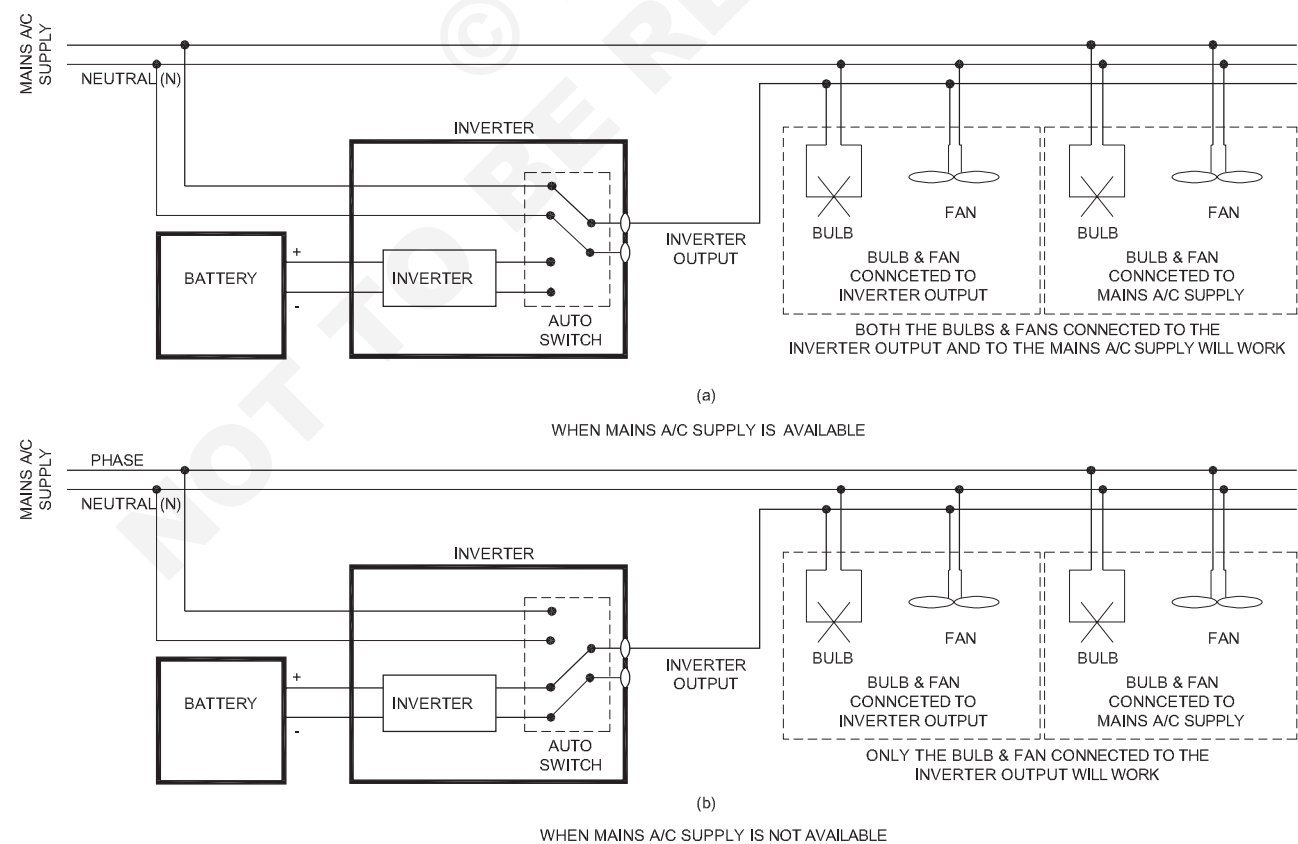 MAINS A/C
SUPPLY
NEUTRAL (N)
INVERTER
BATTERY
+
-
INVERTER
AUTO
SWITCH
INVERTER
OUTPUT
BULB
FAN
BULB & FAN
CONNCETED TO
INVERTER OUTPUT
BULB
FAN
BULB & FAN
CONNCETED TO
MAINS A/C SUPPLY
BOTH THE BULBS & FANS CONNECTED TO THE
INVERTER OUTPUT AND TO THE MAINS A/C SUPPLY WILL WORK
(a)
WHEN MAINS A/C SUPPLY IS AVAILABLE
MAINS A/C
SUPPLY
PHASE
NEUTRAL (N)
INVERTER
BATTERY
+
-
INVERTER
AUTO
SWITCH
INVERTER
OUTPUT
BULB
FAN
BULB & FAN
CONNCETED TO
INVERTER OUTPUT
BULB
FAN
BULB & FAN
CONNCETED TO
MAINS A/C SUPPLY
ONLY THE BULB & FAN CONNECTED TO THE
INVERTER OUTPUT WILL WORK
(b)
WHEN MAINS A/C SUPPLY IS NOT AVAILABLE
©
NOT TO BE